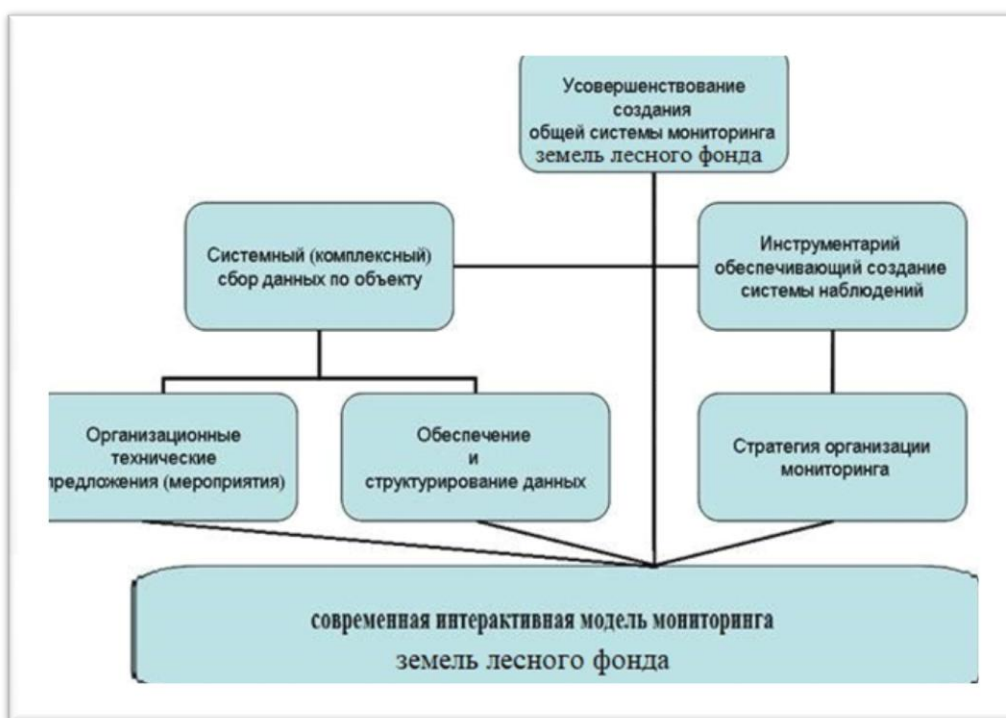 Усовершенствование
создания
общей системы мониторинга
земель лесного фонда
Системный (комплексный)
сбор данных по объекту
Инструментарий
обеспечивающий создание
системы наблюдений
Организационные
технические
предложения (мероприятия)
Обеспечение
и
структурирование данных
Стратегия организации
мониторинга
современная интерактивная модель мониторинга
земель лесного фонда